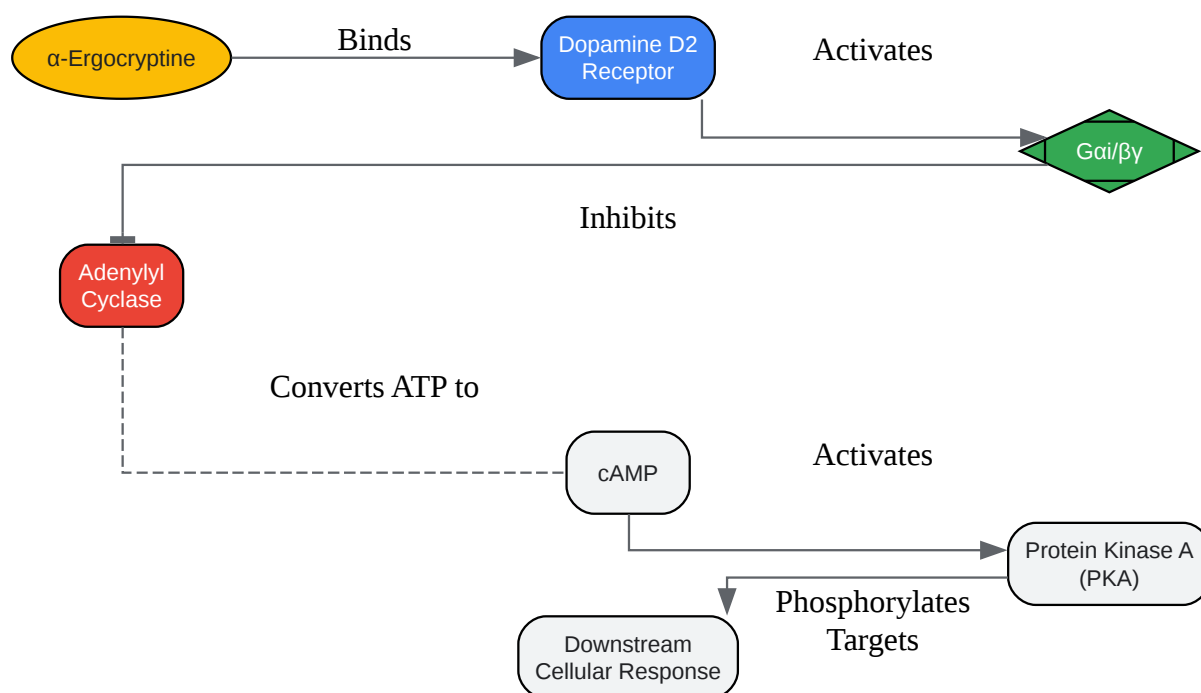 α-Ergocryptine
Binds
Dopamine D2
Receptor
Activates
Gαi/βγ
Inhibits
Adenylyl
Cyclase
Converts ATP to
cAMP
Activates
Protein Kinase A
(PKA)
Phosphorylates
Targets
Downstream
Cellular Response